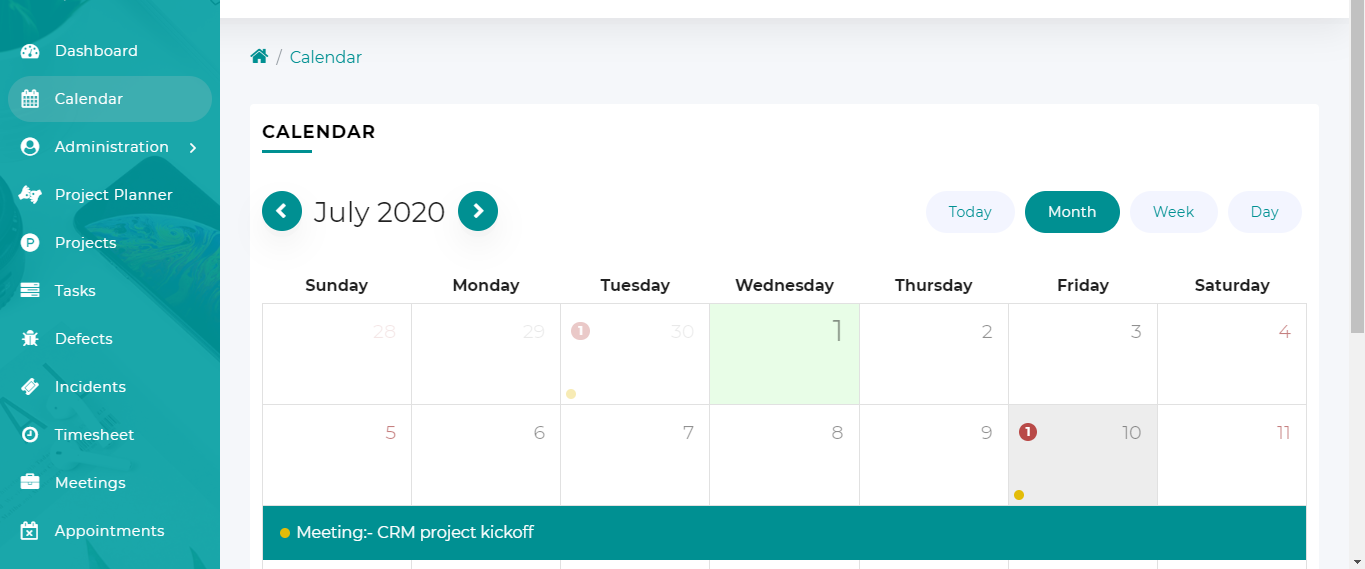 Dashboard
Calendar
Administration
Project Planner
P Projects
Tasks
Defects
Incidents
Timesheet
Meetings
Appointments
/ Calendar
CALENDAR
July 2020
Today Month Week Day
Sunday Monday Tuesday Wednesday Thursday Friday Saturday
28 29 1 30 1 2 3 4
5 6 7 8 9 1 10 11
Meeting:- CRM project kickoff